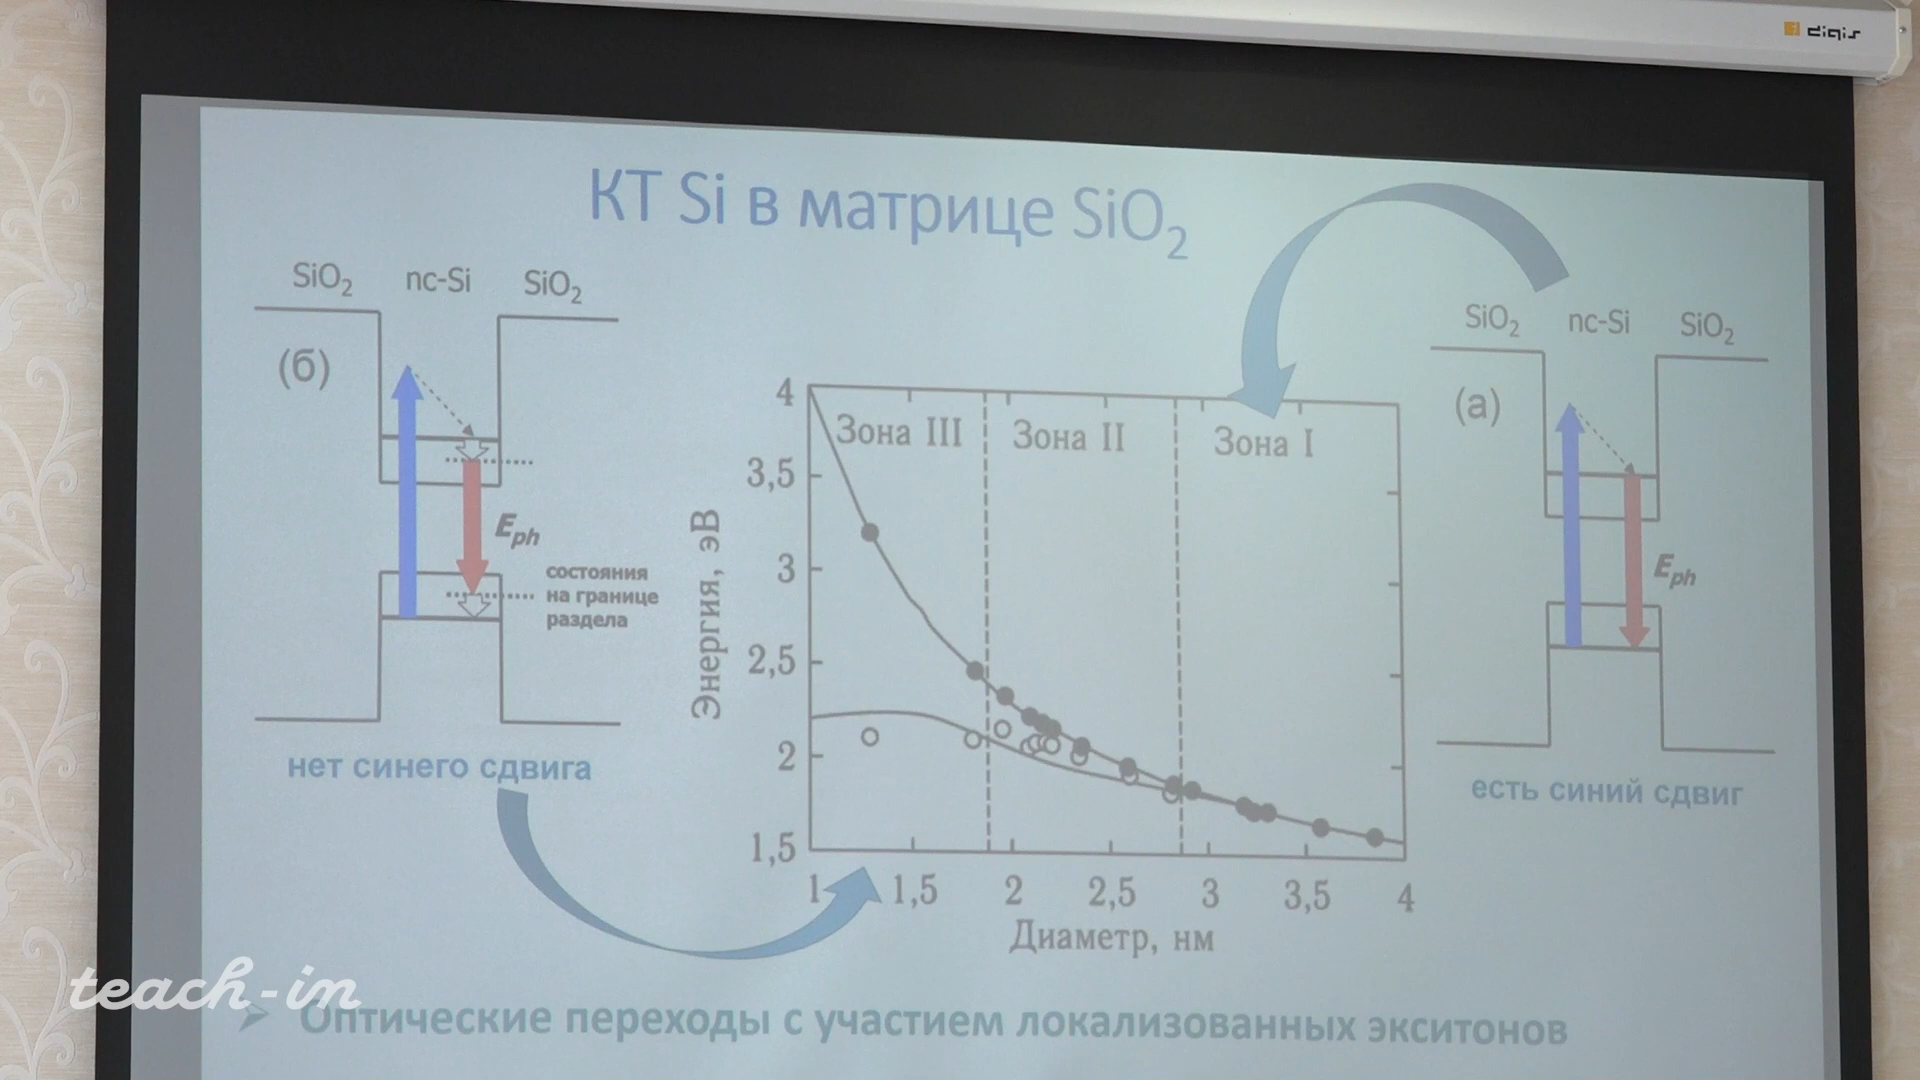 digis
КТ Si в матрице SiO₂
SiO₂ nc-Si SiO₂
(б)
Eph
состояния
на границе
раздела
нет синего сдвига
SiO₂ nc-Si SiO₂
(а)
Eph
есть синий сдвиг
Энергия, эВ
4
3,5
3
2,5
2
1,5
Зона III Зона II Зона I
1 1,5 2 2,5 3 3,5 4
Диаметр, нм
teach-in
➢ Оптические переходы с участием локализованных экситонов